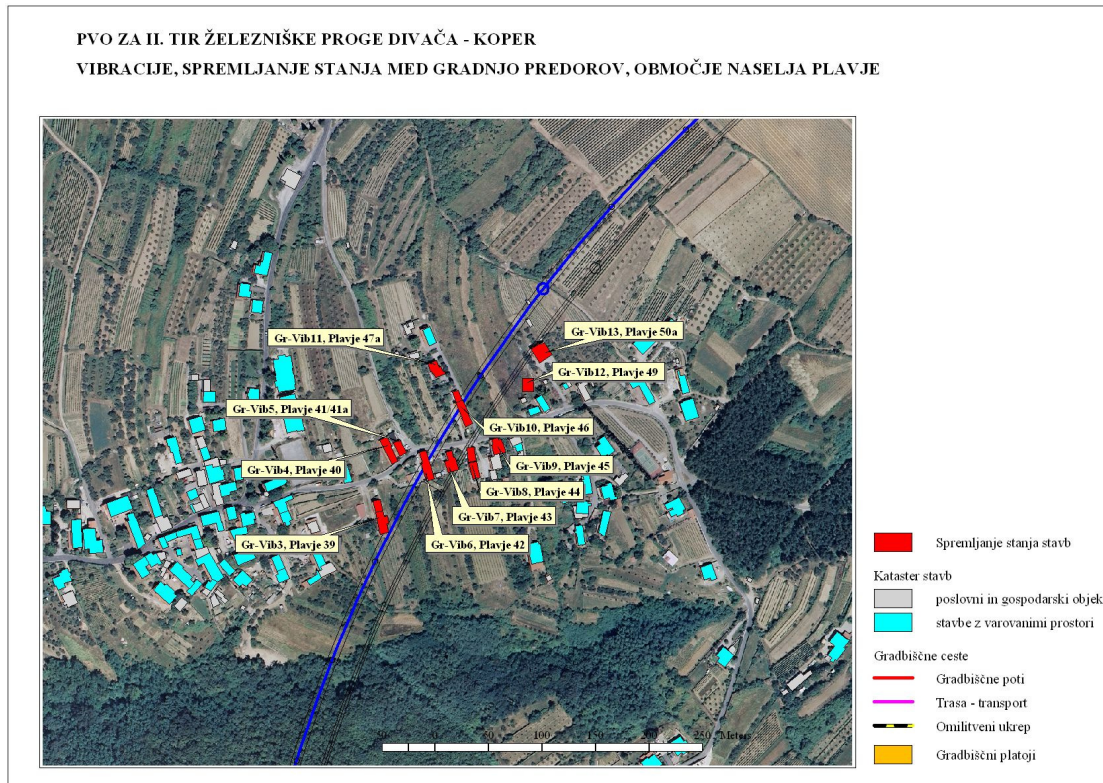 PVO ZA II. TIR ŽELEZNIŠKE PROGE DIVAČA - KOPER
VIBRACIJE, SPREMLJANJE STANJA MED GRADNJO PREDOROV, OBMOČJE NASELJA PLAVJE
Gr-Vib13, Plavje 50a
Gr-Vib11, Plavje 47a
Gr-Vib12, Plavje 49
Gr-Vib5, Plavje 41/41a
Gr-Vib10, Plavje 46
Gr-Vib4, Plavje 40
Gr-Vib9, Plavje 45
Gr-Vib8, Plavje 44
Gr-Vib7, Plavje 43
Gr-Vib3, Plavje 39
Gr-Vib6, Plavje 42
50 100 150 200 250 Meters
Spremljanje stanja stavb
Kataster stavb
poslovni in gospodarski objek
stavbe z varovanimi prostori
Gradbiščne ceste
Gradbiščne poti
Trasa - transport
Omilitveni ukrep
Gradbiščni platoji